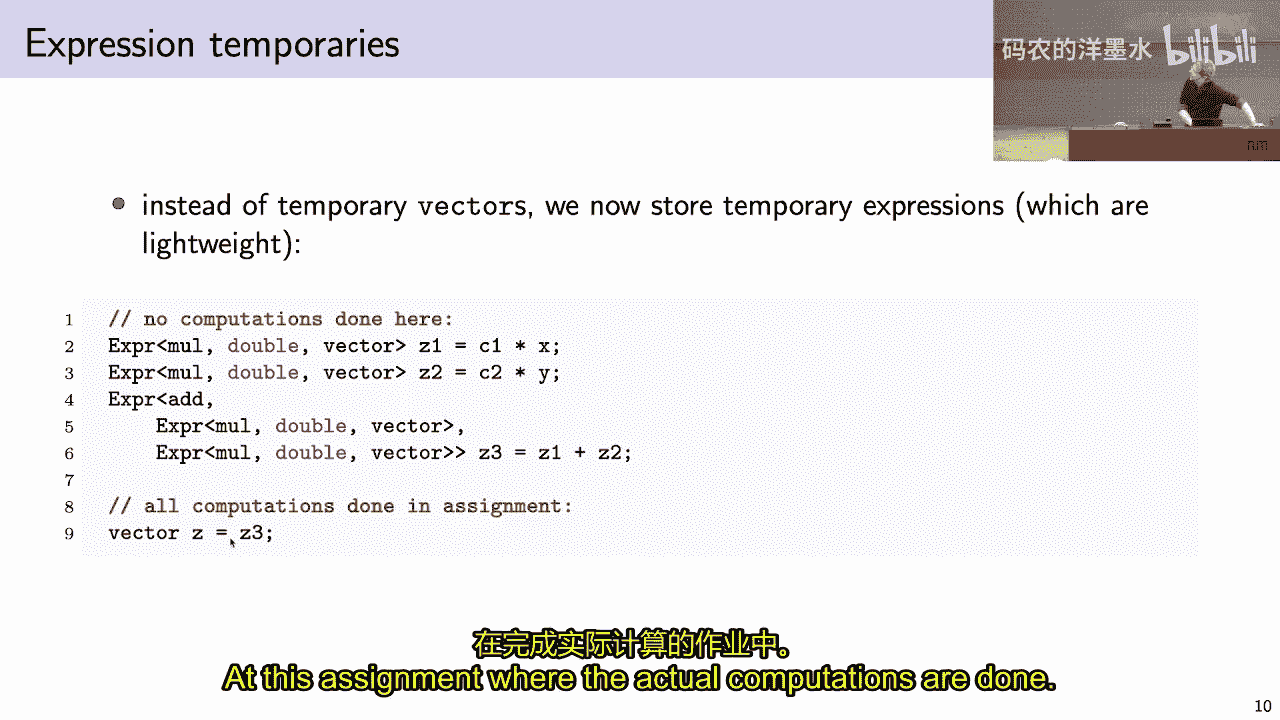 Expression temporaries
码农的洋墨水 bilibili
nm
instead of temporary vectors, we now store temporary expressions (which are
lightweight):
1 // no computations done here:
2 Expr<mul, double, vector> z1 = c1 * x;
3 Expr<mul, double, vector> z2 = c2 * y;
4 Expr<add,
5 Expr<mul, double, vector>,
6 Expr<mul, double, vector>> z3 = z1 + z2;
7
8 // all computations done in assignment:
9 vector z = z3;
在完成实际计算的作业中。
At this assignment where the actual computations are done.
10